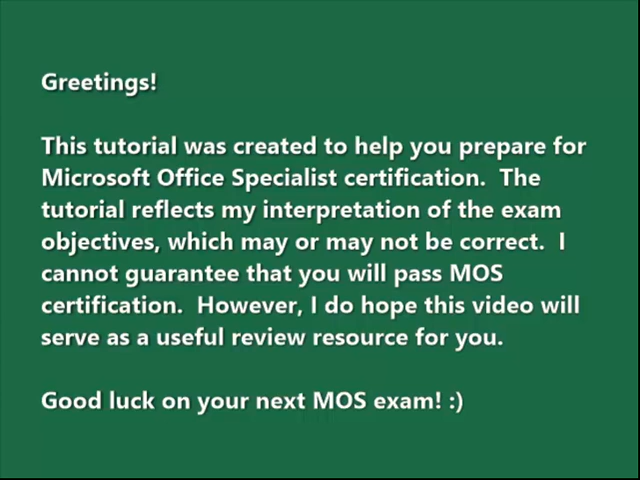 Greetings!
This tutorial was created to help you prepare for
Microsoft Office Specialist certification.  The
tutorial reflects my interpretation of the exam
objectives, which may or may not be correct.  I
cannot guarantee that you will pass MOS
certification.  However, I do hope this video will
serve as a useful review resource for you.
Good luck on your next MOS exam! :)